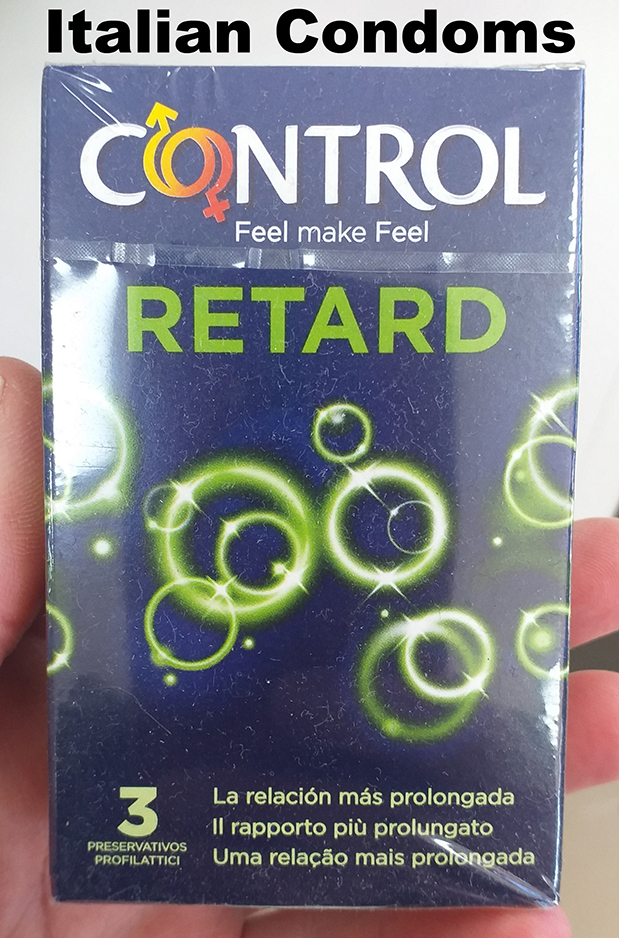 Italian Condoms
CONTROL
Feel make Feel
RETARD
3
PRESERVATIVOS
PROFILATTICI
La relación más prolongada
Il rapporto più prolungato
Uma relação mais prolongada